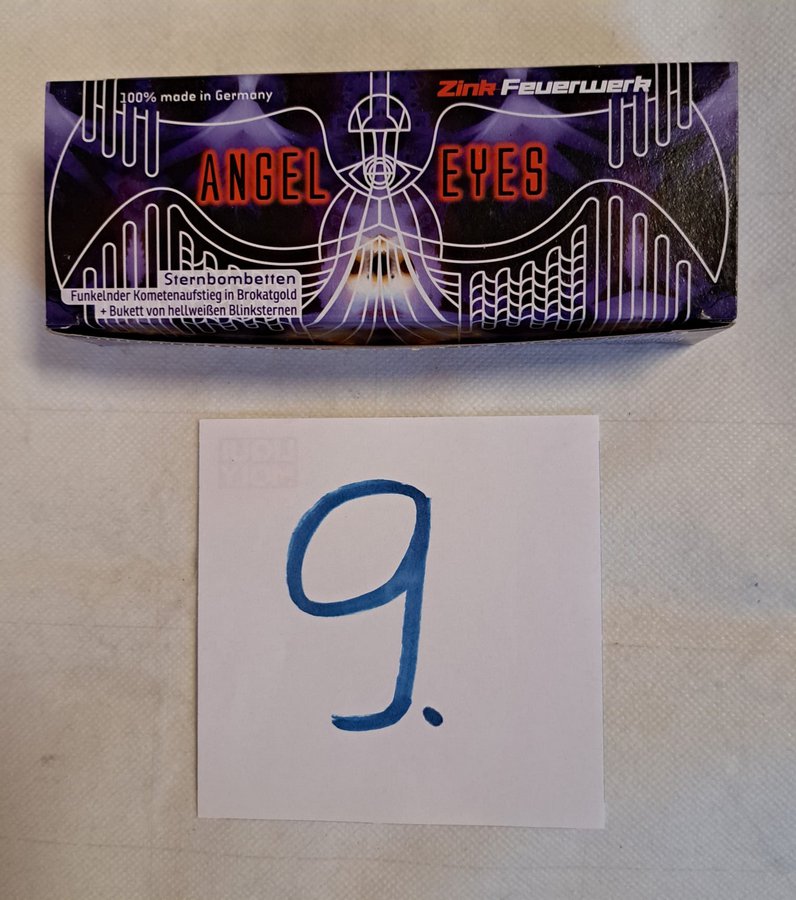 100% made in Germany
Zink Feuerwerk
ANGEL EYES
Sternbombetten
Funkelnder Kometenaufstieg in Brokatgold
+ Bukett von hellweißen Blinksternen
9.